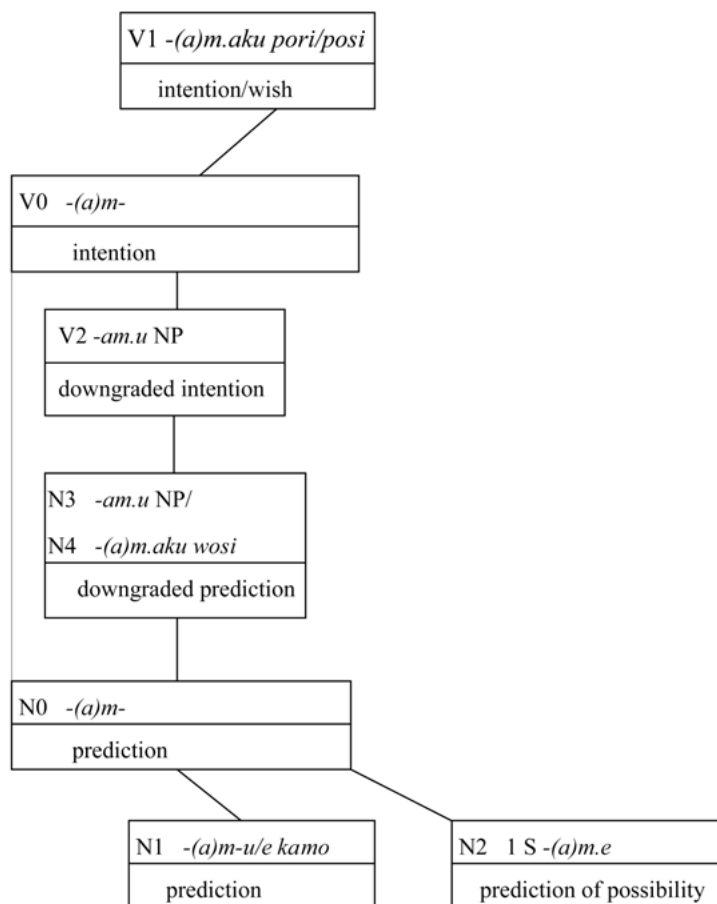 V1 -(a)m.aku pori/posi
intention/wish
V0 -(a)m-
intention
V2 -am.u NP
downgraded intention
N3 -am.u NP/
N4 -(a)m.aku wosi
downgraded prediction
N0 -(a)m-
prediction
N1 -(a)m-u/e kamo
prediction
N2 1 S -(a)m.e
prediction of possibility